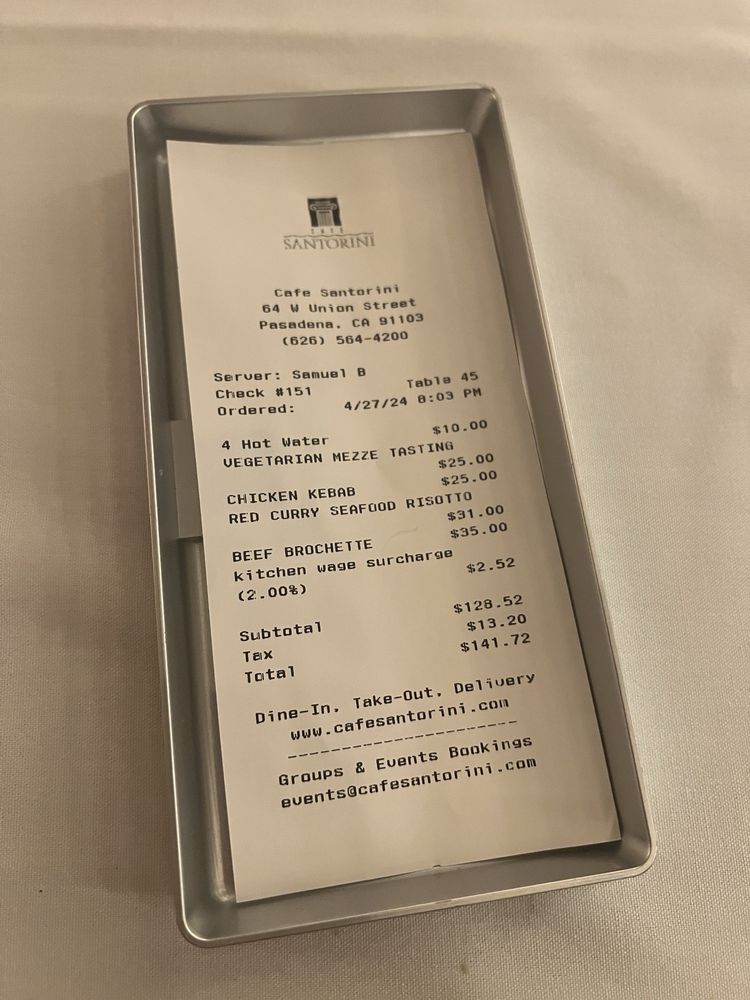 CAFE
SANTORINI
Cafe Santorini
64 W Union Street
Pasadena, CA 91103
(626) 564-4200
Server: Samuel B
Check #151 Table 45
Ordered: 4/27/24 8:03 PM
4 Hot Water $10.00
VEGETARIAN MEZZE TASTING
$25.00
CHICKEN KEBAB $25.00
RED CURRY SEAFOOD RISOTTO
$31.00
BEEF BROCHETTE $35.00
kitchen wage surcharge
(2.00%) $2.52
Subtotal $128.52
Tax $13.20
Total $141.72
Dine-In, Take-Out, Delivery
www.cafesantorini.com
----------------------
Groups & Events Bookings
events@cafesantorini.com